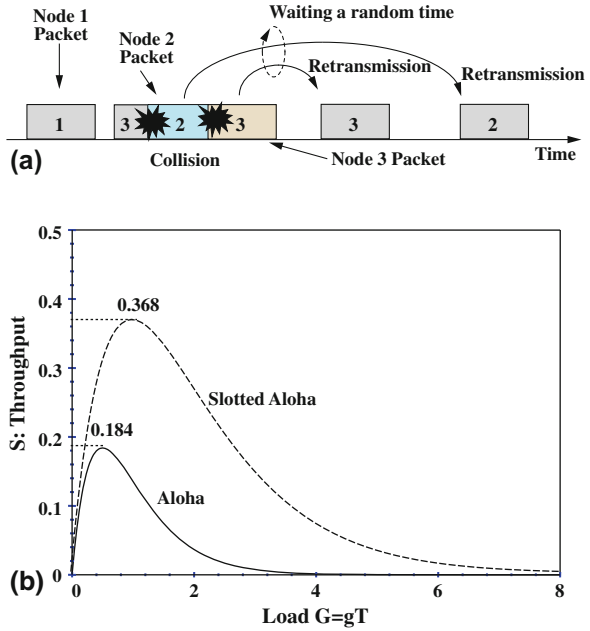 Waiting a random time
Node 1
Packet
Node 2
Packet
Retransmission
Retransmission
1
3
2
3
3
2
(a)
Collision
Node 3 Packet
Time
0.5
0.4
0.3
0.2
0.1
0
S: Throughput
0.368
Slotted Aloha
0.184
Aloha
(b)
0
2
4
6
8
Load G=gT